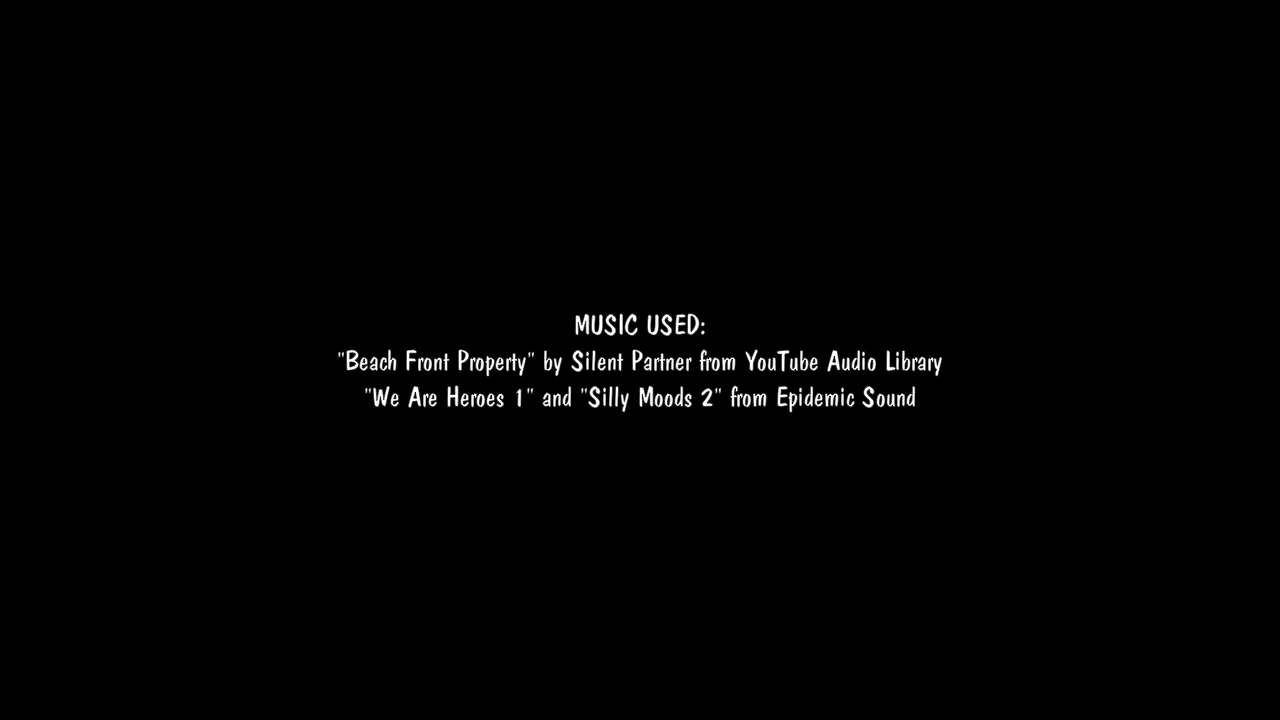 MUSIC USED:
"Beach Front Property" by Silent Partner from YouTube Audio Library
"We Are Heroes 1" and "Silly Moods 2" from Epidemic Sound